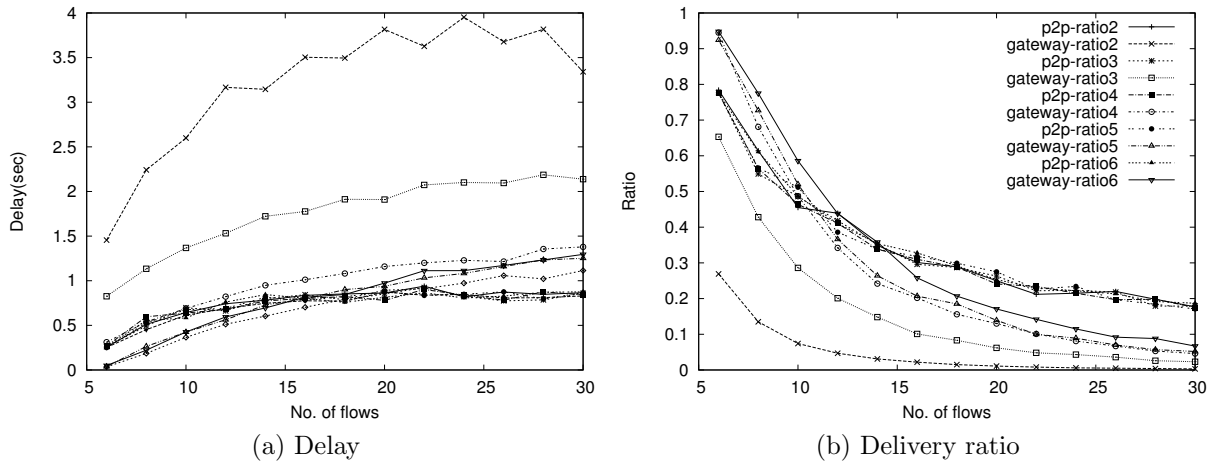 4
3.5
3
2.5
2
1.5
1
0.5
0
Delay(sec)
5 10 15 20 25 30
No. of flows
(a) Delay
1
0.9
0.8
0.7
0.6
0.5
0.4
0.3
0.2
0.1
0
Ratio
p2p-ratio2
gateway-ratio2
p2p-ratio3
gateway-ratio3
p2p-ratio4
gateway-ratio4
p2p-ratio5
gateway-ratio5
p2p-ratio6
gateway-ratio6
5 10 15 20 25 30
No. of flows
(b) Delivery ratio